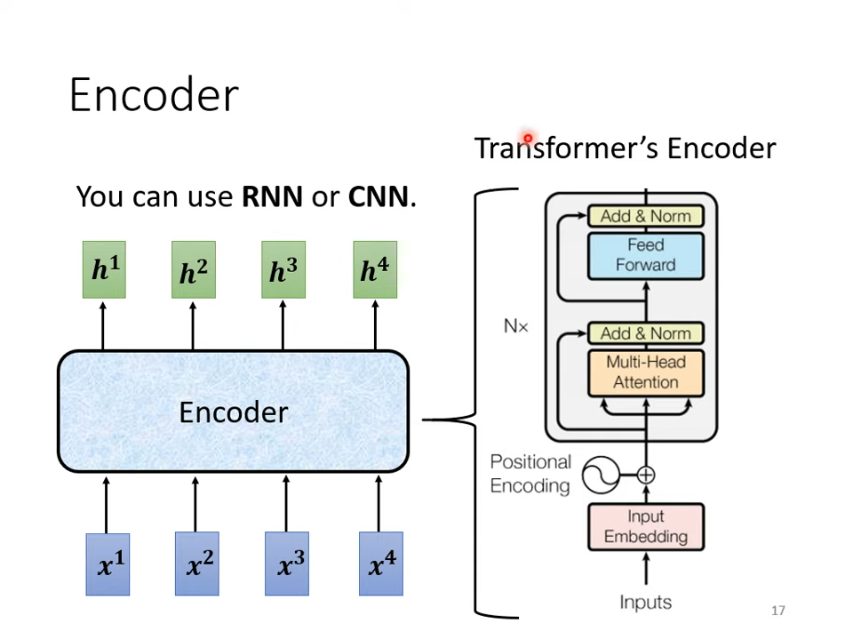 Encoder
Transformer's Encoder
You can use RNN or CNN.
h¹ h² h³ h⁴
Encoder
x¹ x² x³ x⁴
Add & Norm
Feed
Forward
N×
Add & Norm
Multi-Head
Attention
Positional
Encoding
Input
Embedding
Inputs
17